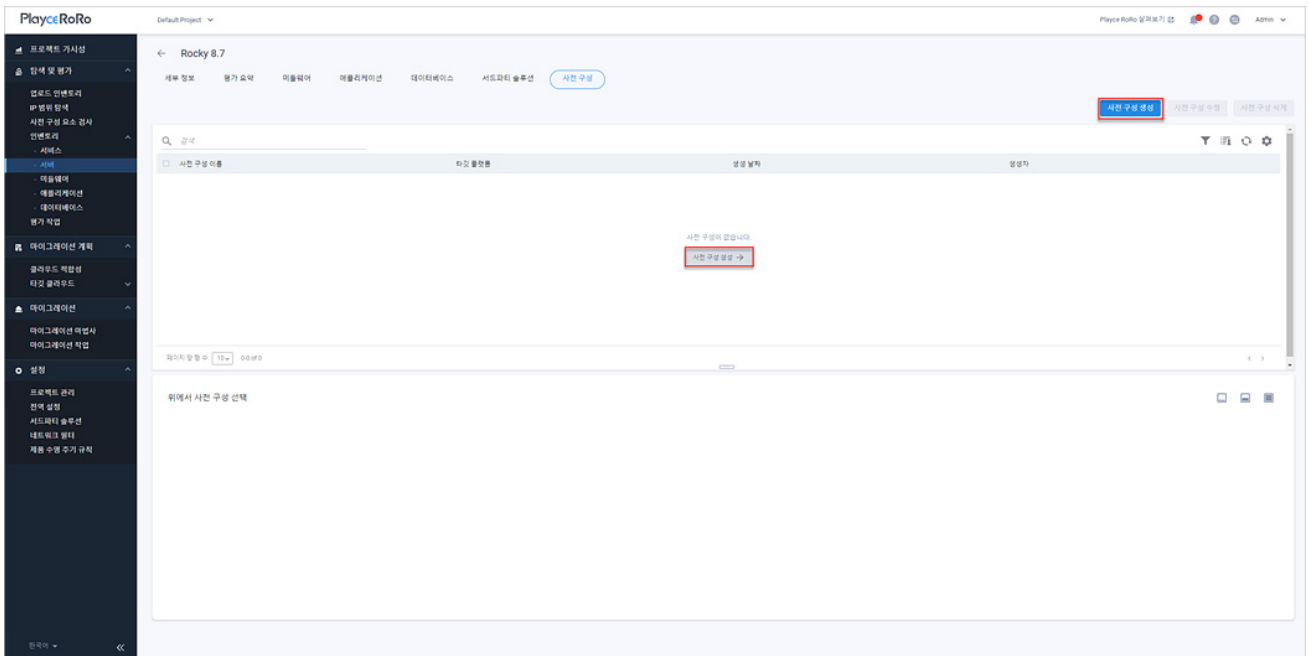 PlayceRoRo
Default Project
Playce RoRo 살펴보기
Admin
프로젝트 가시성
탐색 및 평가
업로드 인벤토리
IP 범위 탐색
사전 구성 요소 검사
인벤토리
- 서비스
- 서버
- 미들웨어
- 애플리케이션
- 데이터베이스
평가 작업
마이그레이션 계획
클라우드 적합성
타깃 클라우드
마이그레이션
마이그레이션 마법사
마이그레이션 작업
설정
프로젝트 관리
전역 설정
서드파티 솔루션
네트워크 필터
제품 수명 주기 규칙
한국어
← Rocky 8.7
세부 정보 평가 요약 미들웨어 애플리케이션 데이터베이스 서드파티 솔루션 사전 구성
사전 구성 생성 사전 구성 수정 사전 구성 삭제
검색
사전 구성 이름 타깃 플랫폼 생성 날짜 생성자
사전 구성이 없습니다.
사전 구성 생성 →
페이지 당 행 수 10 0-0 of 0
위에서 사전 구성 선택